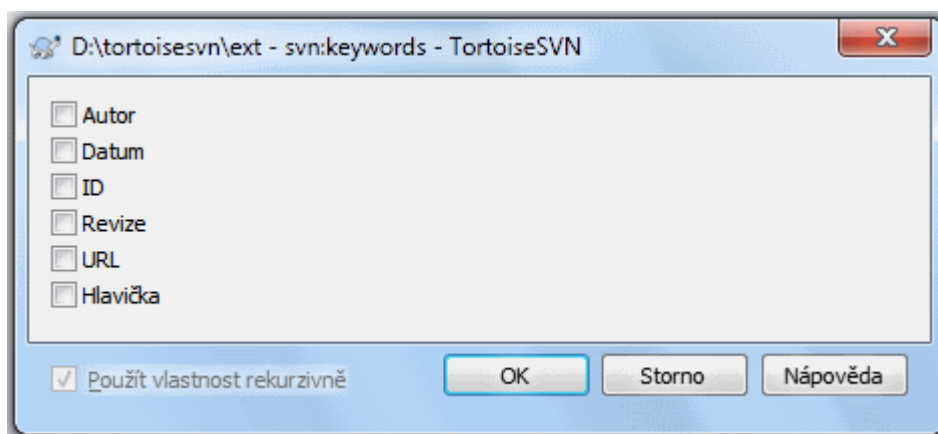 D:\tortoisesvn\ext - svn:keywords - TortoiseSVN
Autor
Datum
ID
Revize
URL
Hlavička
Použít vlastnost rekurzivně
OK
Storno
Nápověda